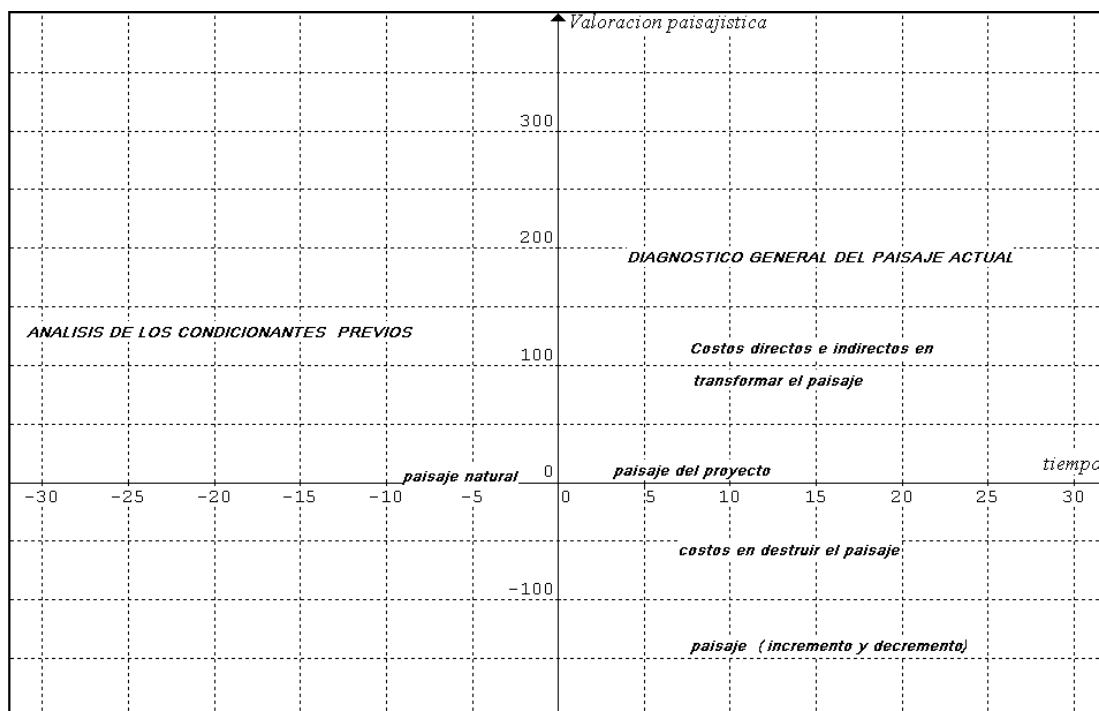 Valoracion paisajistica
300
200
DIAGNOSTICO GENERAL DEL PAISAJE ACTUAL
ANALISIS DE LOS CONDICIONANTES PREVIOS
Costos directos e indirectos en
100
transformar el paisaje
paisaje natural
0
paisaje del proyecto
tiempo
-30 -25 -20 -15 -10 -5 0 5 10 15 20 25 30
costos en destruir el paisaje
-100
paisaje (incremento y decremento)